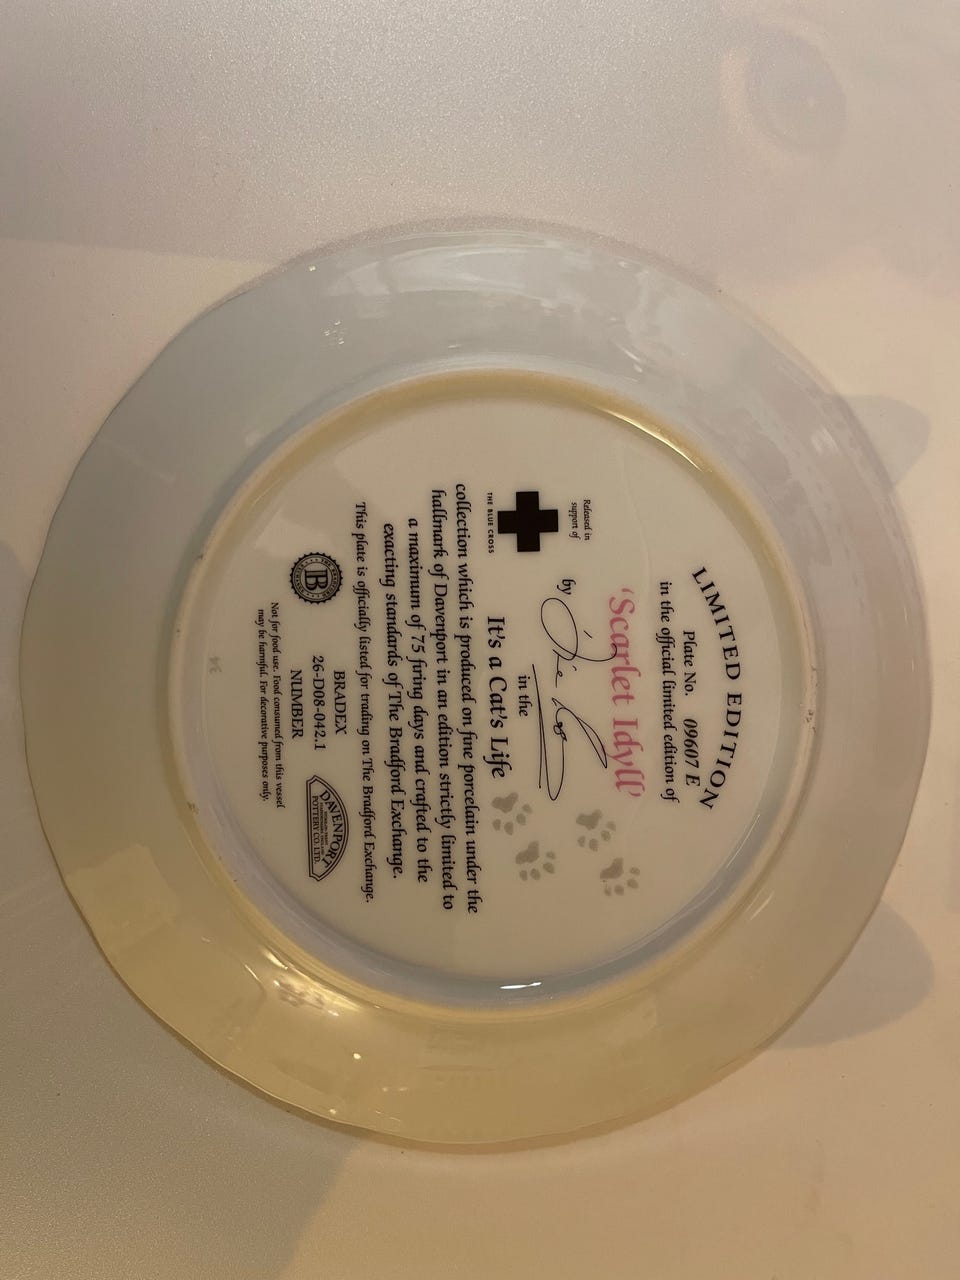 LIMITED EDITION
Plate No. 09607 E
in the official limited edition of
'Scarlet Idyll'
Released in
support of
THE BLUE CROSS
by
in the
It's a Cat's Life
collection which is produced on fine porcelain under the
hallmark of Davenport in an edition strictly limited to
a maximum of 75 firing days and crafted to the
exacting standards of The Bradford Exchange.
This plate is officially listed for trading on The Bradford Exchange.
B
BRADEX
26-D08-042.1
NUMBER
DAVENPORT
POTTERY CO. LTD.
Not for food use. Food consumed from this vessel
may be harmful. For decorative purposes only.
34